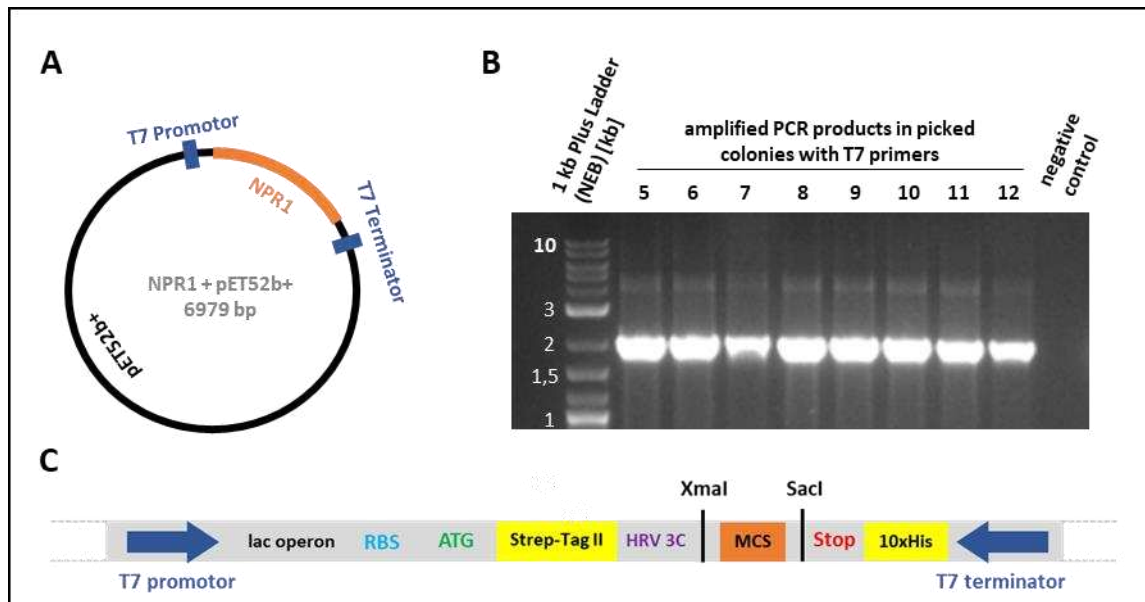 A
T7 Promotor
NPR1
T7 Terminator
NPR1 + pET52b+
6979 bp
pET52b+
B
1 kb Plus Ladder
(NEB) [kb]
amplified PCR products in picked
colonies with T7 primers
5 6 7 8 9 10 11 12
negative
control
10
3
2
1,5
1
C
XmaI SacI
lac operon RBS ATG Strep-Tag II HRV 3C MCS Stop 10xHis
T7 promotor T7 terminator